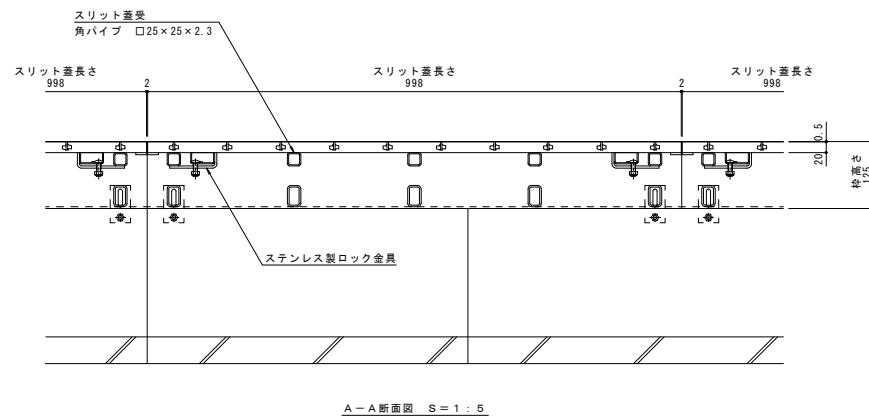 スリット蓋受
角パイプ □25×25×2.3
スリット蓋長さ
998
2
スリット蓋長さ
998
2
スリット蓋長さ
998
0.5
20
枠高さ
125
ステンレス製ロック金具
A－A断面図 S＝1：5